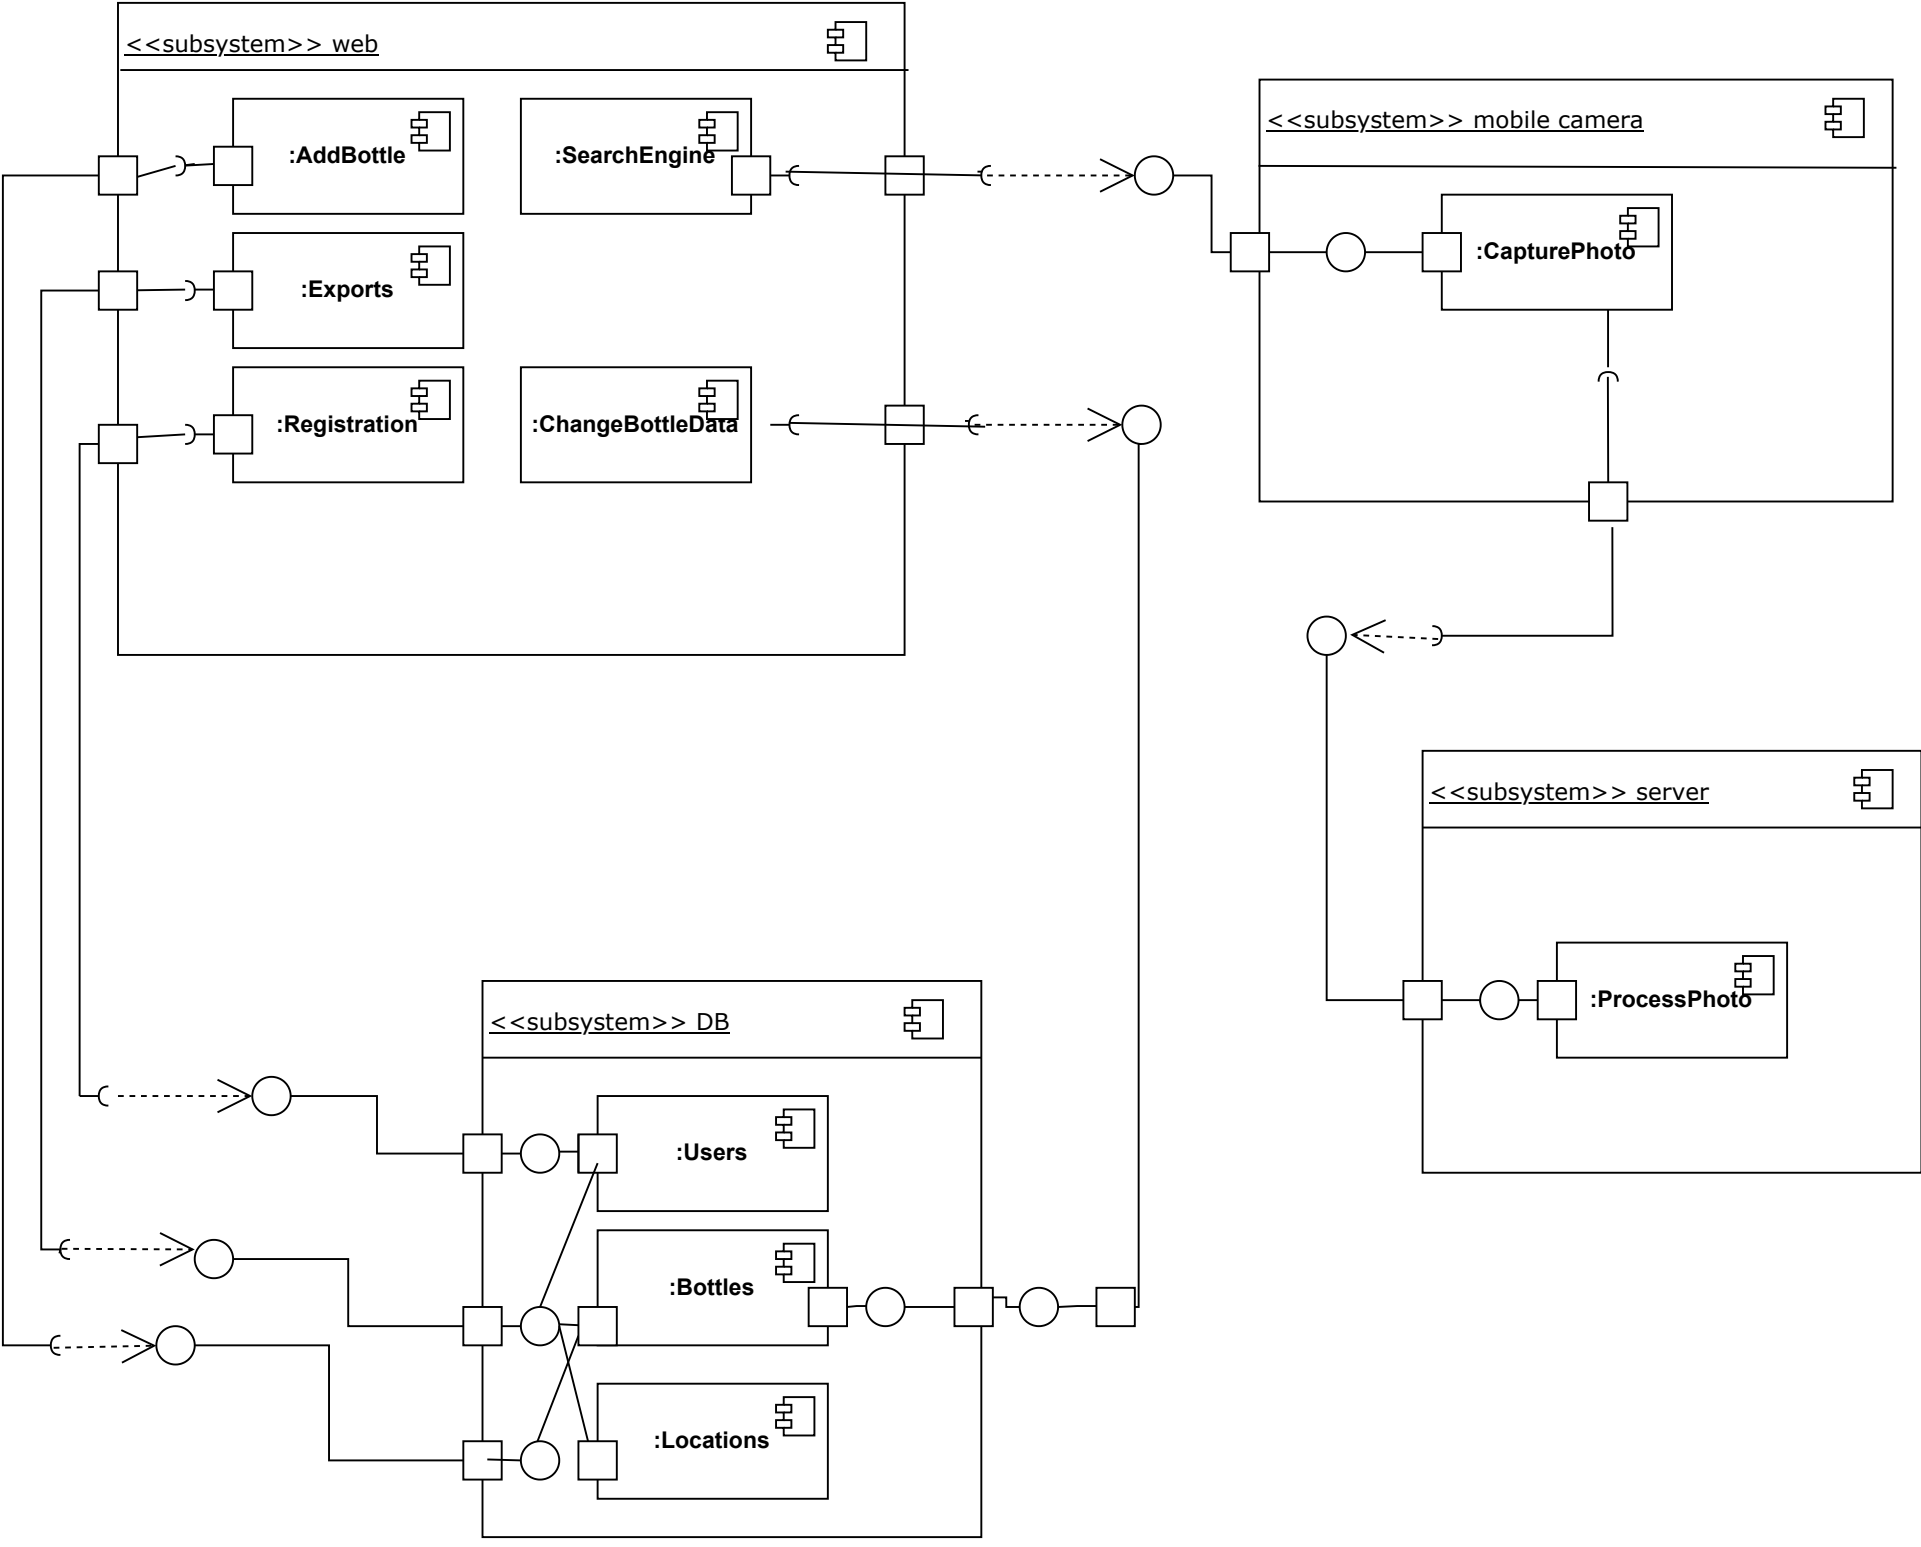 <<subsystem>> web
<<subsystem>> mobile camera
:AddBottle
:SearchEngine
:CapturePhoto
:Exports
:Registration
:ChangeBottleData
<<subsystem>> server
:ProcessPhoto
<<subsystem>> DB
:Users
:Bottles
:Locations